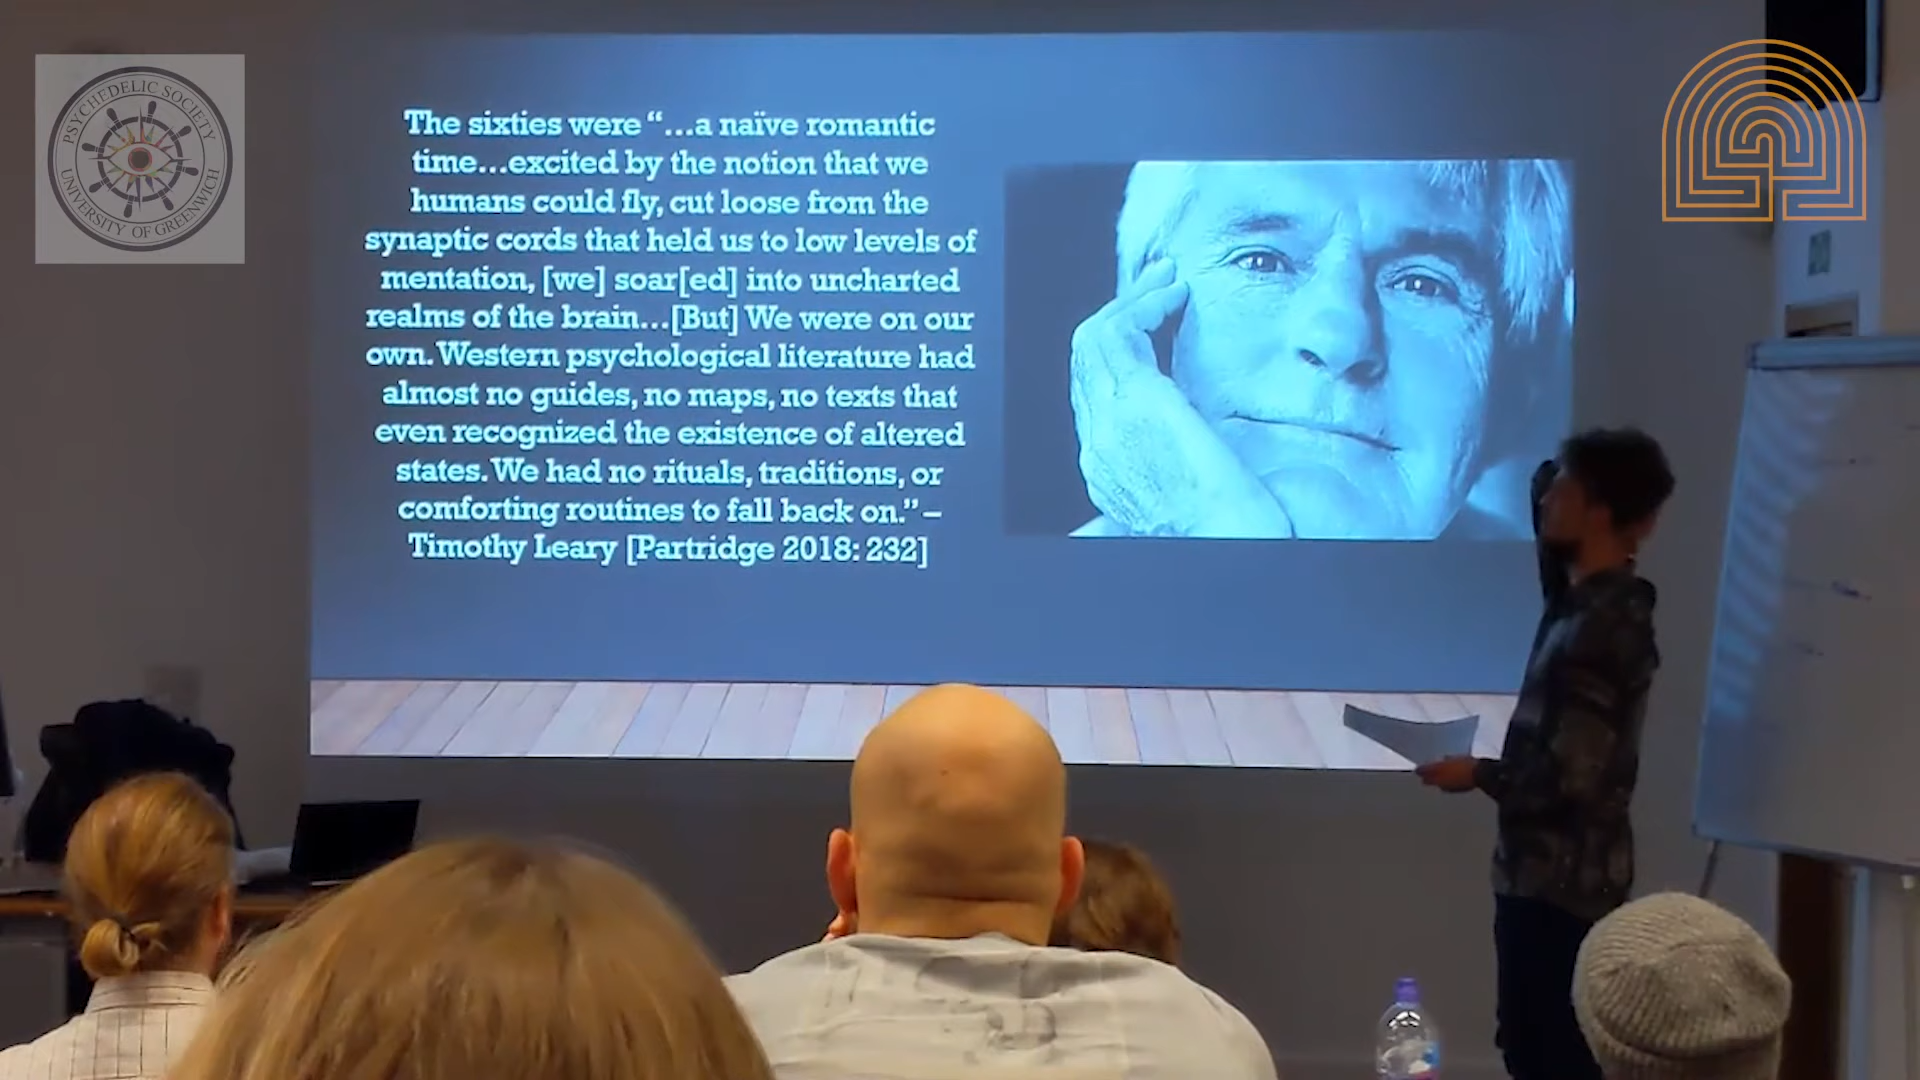 PSYCHEDELIC SOCIETY
UNIVERSITY OF GREENWICH
The sixties were “...a naïve romantic
time...excited by the notion that we
humans could fly, cut loose from the
synaptic cords that held us to low levels of
mentation, [we] soar[ed] into uncharted
realms of the brain...[But] We were on our
own. Western psychological literature had
almost no guides, no maps, no texts that
even recognized the existence of altered
states. We had no rituals, traditions, or
comforting routines to fall back on.” –
Timothy Leary [Partridge 2018: 232]